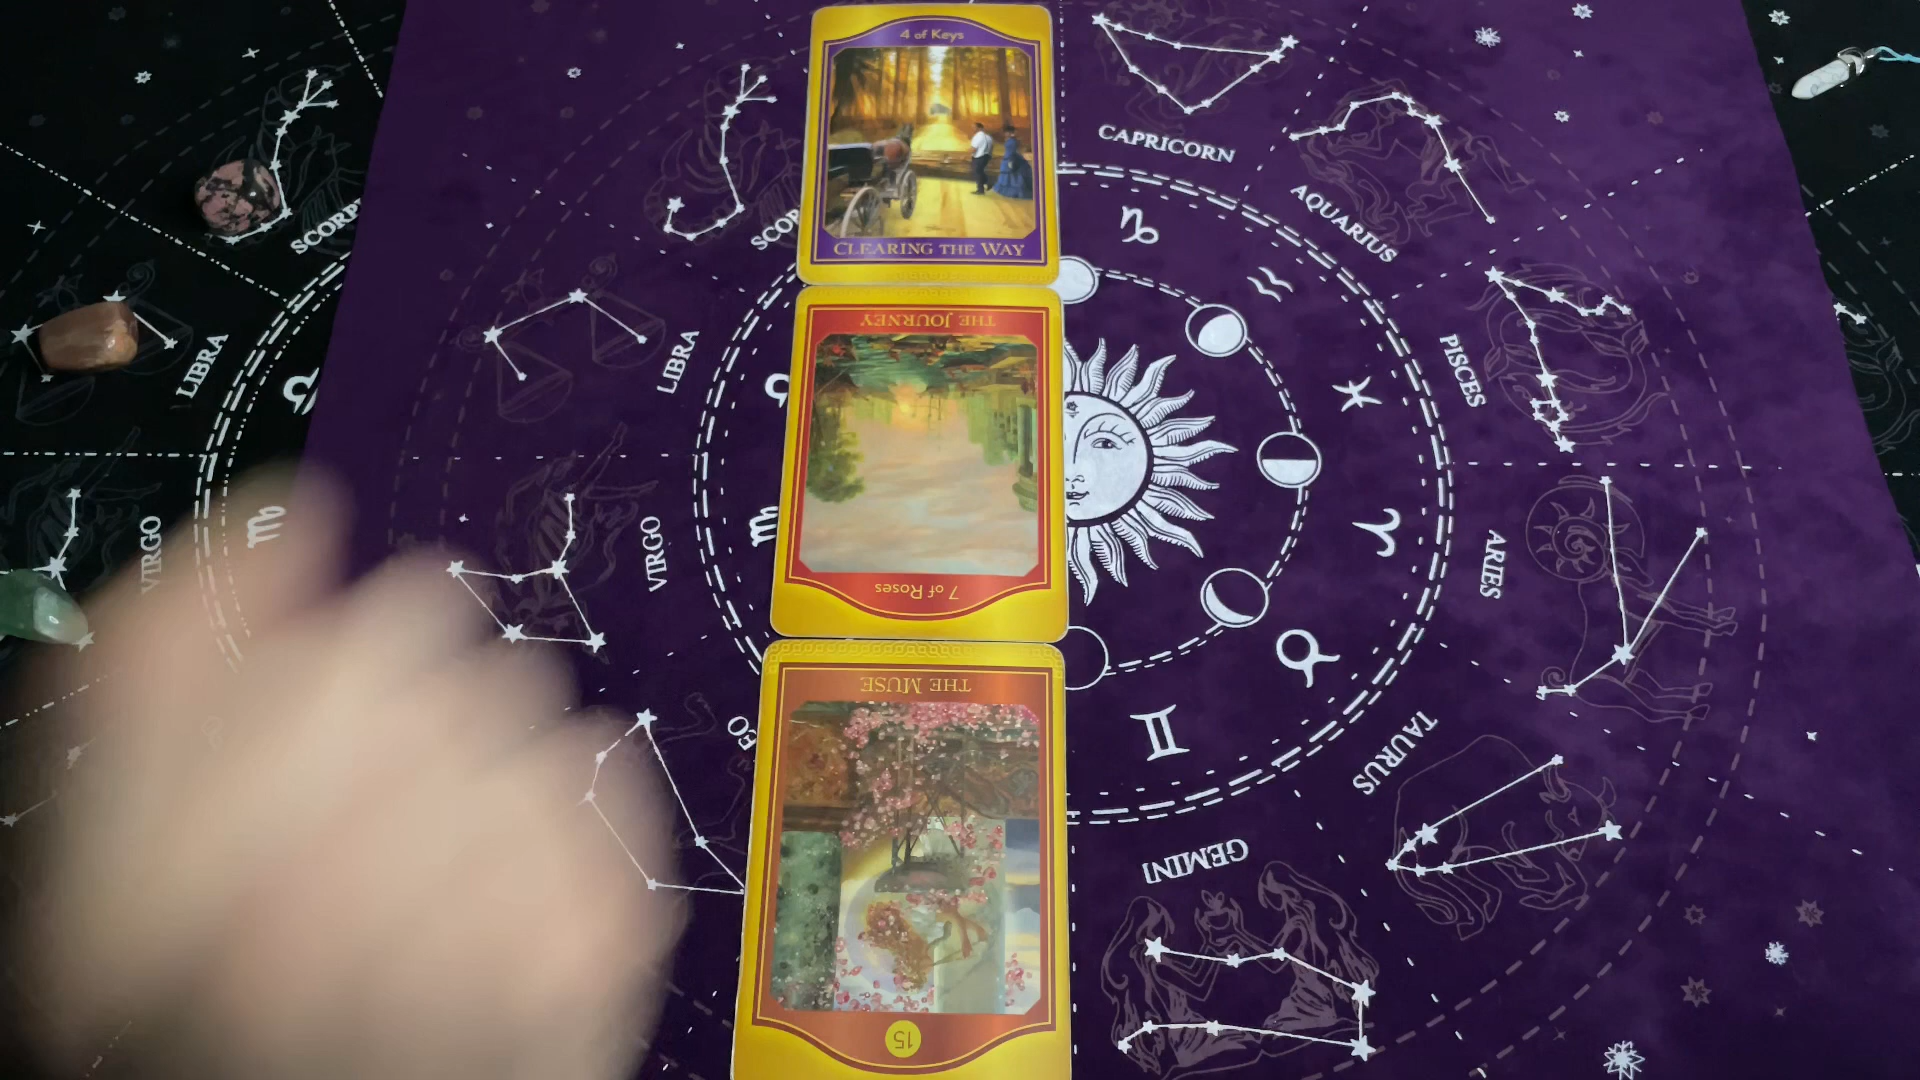 4 of Keys
CLEARING THE WAY
THE JOURNEY
7 of Roses
THE MUSE
15
CAPRICORN
AQUARIUS
PISCES
ARIES
TAURUS
GEMINI
VIRGO
LIBRA
VIRGO
LIBRA